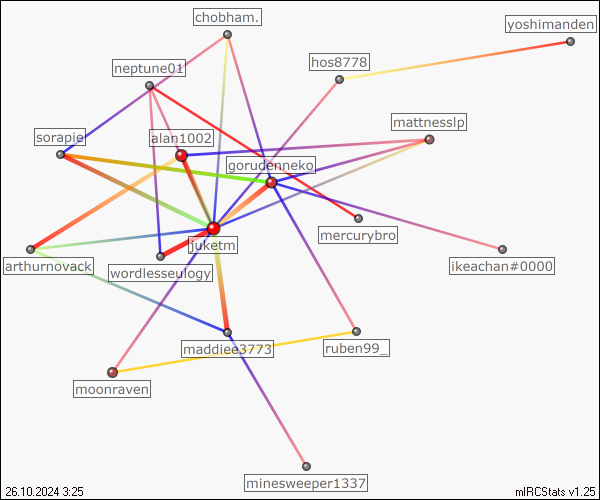 chobham.
yoshimanden
hos8778
neptune01
mattnesslp
sorapie
alan1002
gorudenneko
mercurybro
juketm
arthurnovack
wordlesseulogy
ikeachan#0000
maddiee3773
ruben99_
moonraven
minesweeper1337
26.10.2024 3:25
mIRCStats v1.25